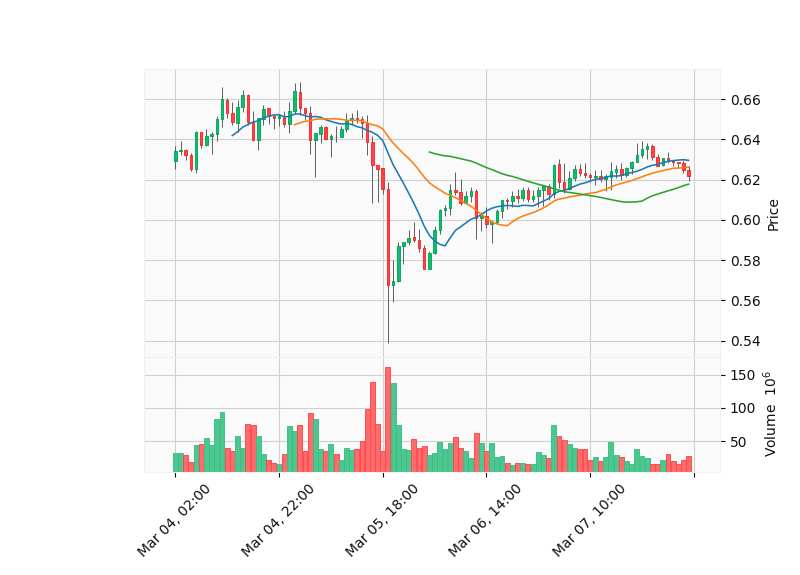 0.66
0.64
0.62
0.60
0.58
0.56
0.54
Price
150
100
50
Volume 10^6
Mar 04, 02:00
Mar 04, 22:00
Mar 05, 18:00
Mar 06, 14:00
Mar 07, 10:00